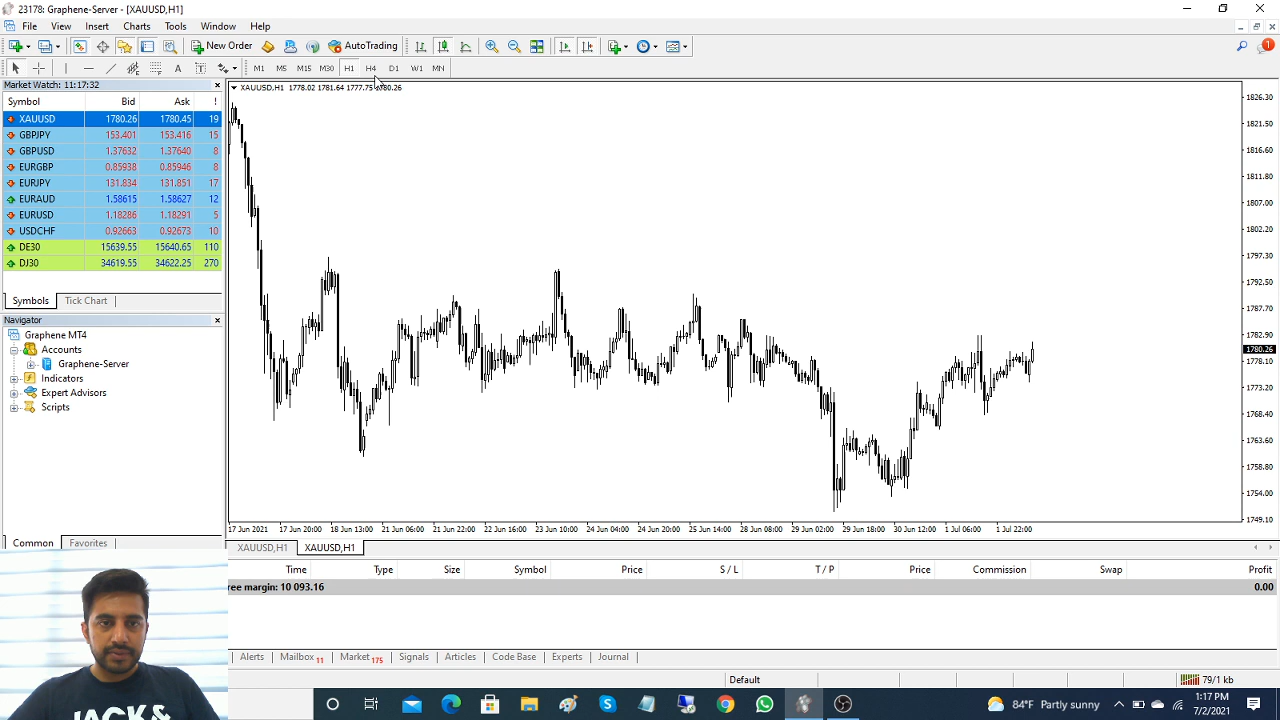 23178: Graphene-Server - [XAUUSD,H1]
File View Insert Charts Tools Window Help
New Order AutoTrading
1
A T M1 M5 M15 M30 H1 H4 D1 W1 MN
Market Watch: 11:17:32
Symbol Bid Ask !
XAUUSD 1780.26 1780.45 19
GBPJPY 153.401 153.416 15
GBPUSD 1.37632 1.37640 8
EURGBP 0.85938 0.85946 8
EURJPY 131.834 131.851 17
EURAUD 1.58615 1.58627 12
EURUSD 1.18286 1.18291 5
USDCHF 0.92663 0.92673 10
DE30 15639.55 15640.65 110
DJ30 34619.55 34622.25 270
Symbols Tick Chart
Navigator
Graphene MT4
Accounts
Graphene-Server
Indicators
Expert Advisors
Scripts
Common Favorites
XAUUSD,H1 1778.02 1781.64 1777.75 1780.26
1826.30
1821.50
1816.60
1811.80
1807.00
1802.20
1797.30
1792.50
1787.70
1782.90
1780.26
1778.10
1773.20
1768.40
1763.60
1758.80
1754.00
1749.10
17 Jun 2021 17 Jun 20:00 18 Jun 13:00 21 Jun 06:00 21 Jun 22:00 22 Jun 16:00 23 Jun 10:00 24 Jun 04:00 24 Jun 20:00 25 Jun 14:00 28 Jun 08:00 29 Jun 02:00 29 Jun 18:00 30 Jun 12:00 1 Jul 06:00 1 Jul 22:00
XAUUSD,H1 XAUUSD,H1
Time Type Size Symbol Price S / L T / P Price Commission Swap Profit
ree margin: 10 093.16 0.00
Alerts Mailbox 11 Market 175 Signals Articles Code Base Experts Journal
Default 79/1 kb
84°F Partly sunny 1:17 PM
7/2/2021
JACK &